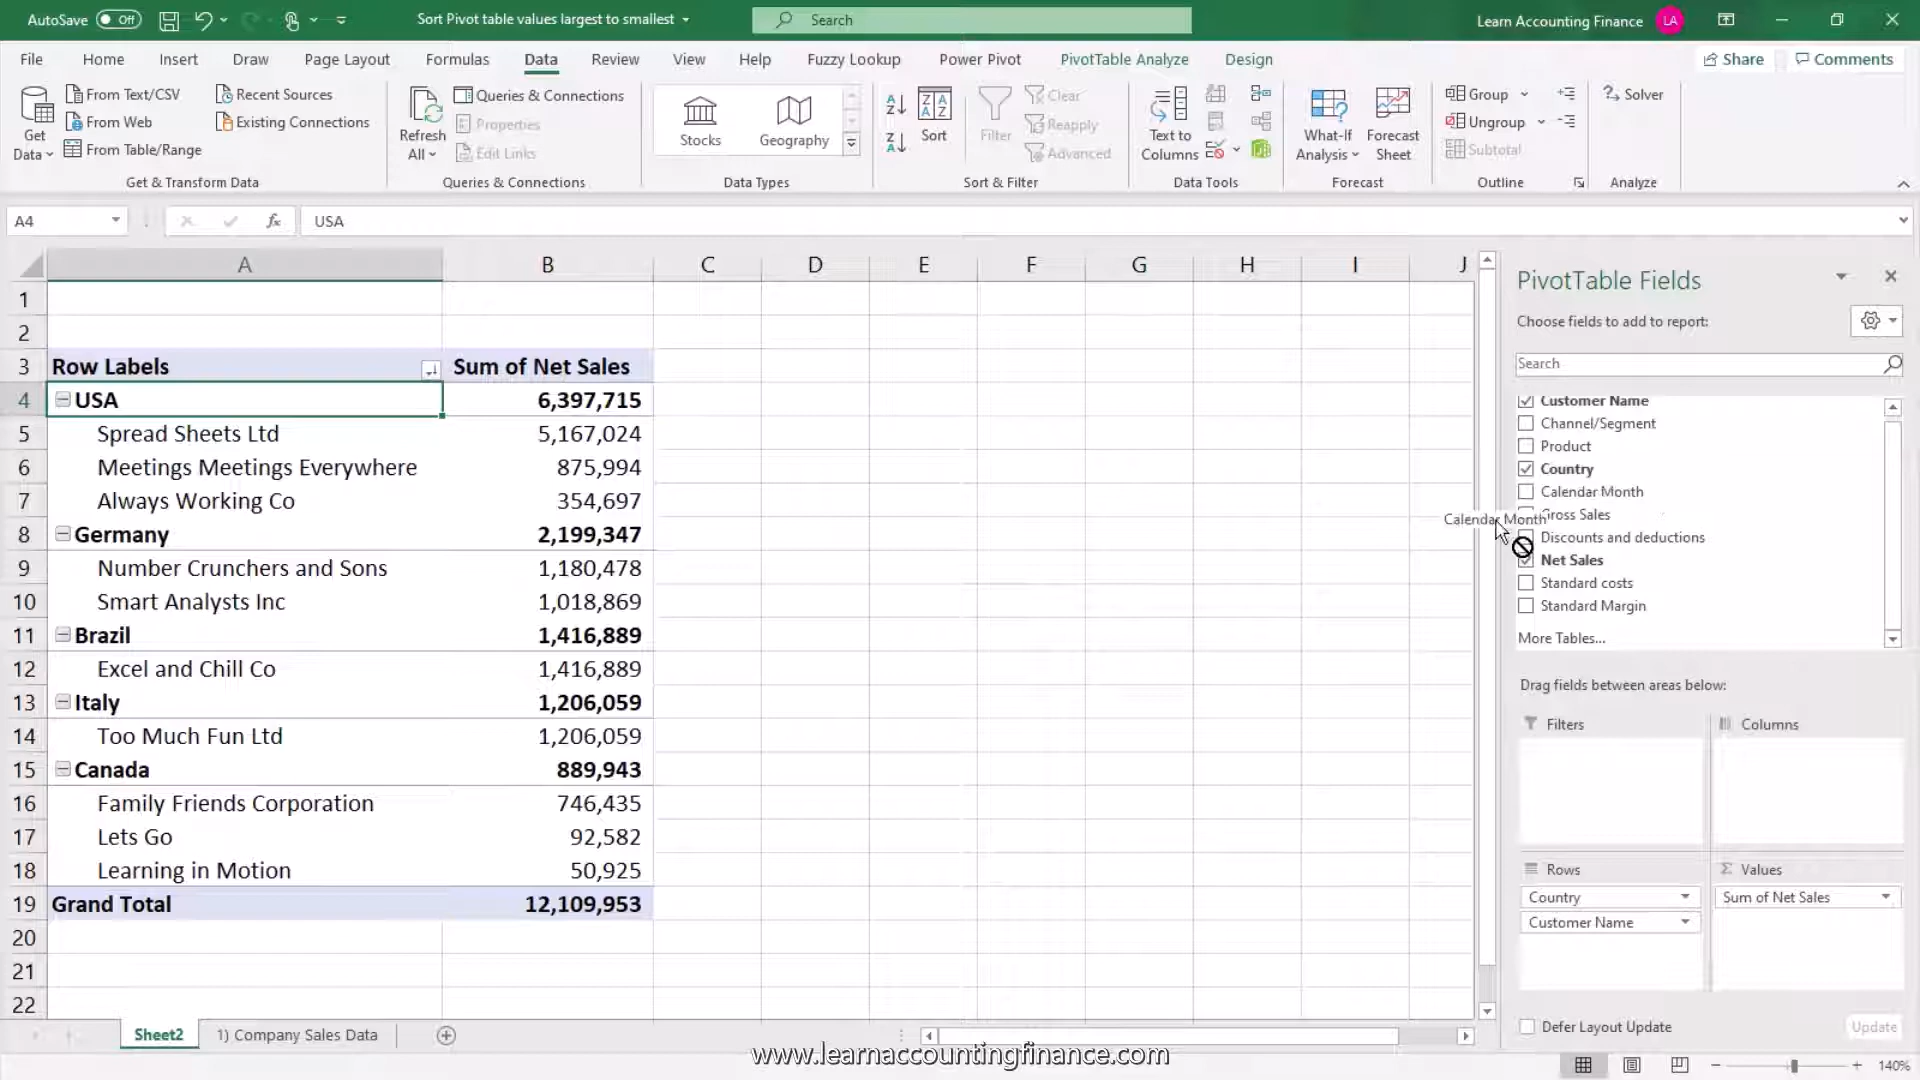 AutoSave Off
Sort Pivot table values largest to smallest
Search
Learn Accounting Finance LA
File Home Insert Draw Page Layout Formulas Data Review View Help Fuzzy Lookup Power Pivot PivotTable Analyze Design Share Comments
Get Data
From Text/CSV
From Web
From Table/Range
Recent Sources
Existing Connections
Get & Transform Data
Refresh All
Queries & Connections
Properties
Edit Links
Queries & Connections
Stocks
Geography
Data Types
Sort
Filter
Clear
Reapply
Advanced
Sort & Filter
Text to Columns
Data Tools
What-If Analysis
Forecast Sheet
Forecast
Group
Ungroup
Subtotal
Outline
Solver
Analyze
A4
fx
USA
A B C D E F G H I J
1
2
3 Row Labels Sum of Net Sales
4 USA 6,397,715
5 Spread Sheets Ltd 5,167,024
6 Meetings Meetings Everywhere 875,994
7 Always Working Co 354,697
8 Germany 2,199,347
9 Number Crunchers and Sons 1,180,478
10 Smart Analysts Inc 1,018,869
11 Brazil 1,416,889
12 Excel and Chill Co 1,416,889
13 Italy 1,206,059
14 Too Much Fun Ltd 1,206,059
15 Canada 889,943
16 Family Friends Corporation 746,435
17 Lets Go 92,582
18 Learning in Motion 50,925
19 Grand Total 12,109,953
20
21
22
PivotTable Fields
Choose fields to add to report:
Search
Customer Name
Channel/Segment
Product
Country
Calendar Month
Gross Sales
Calendar Month
Discounts and deductions
Net Sales
Standard costs
Standard Margin
More Tables...
Drag fields between areas below:
Filters
Columns
Rows
Values
Country
Customer Name
Sum of Net Sales
Defer Layout Update
Update
Sheet2
1) Company Sales Data
www.learnaccountingfinance.com
140%